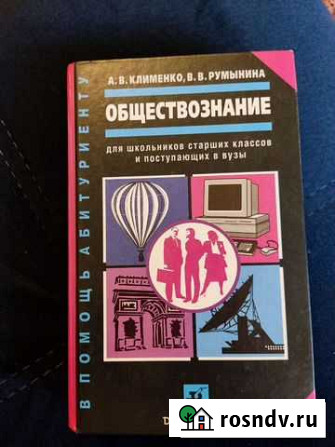 А. В. КЛИМЕНКО, В. В. РУМЫНИНА
ОБЩЕСТВОЗНАНИЕ
для школьников старших классов
и поступающих в вузы
В ПОМОЩЬ АБИТУРИЕНТУ
rosndv.ru